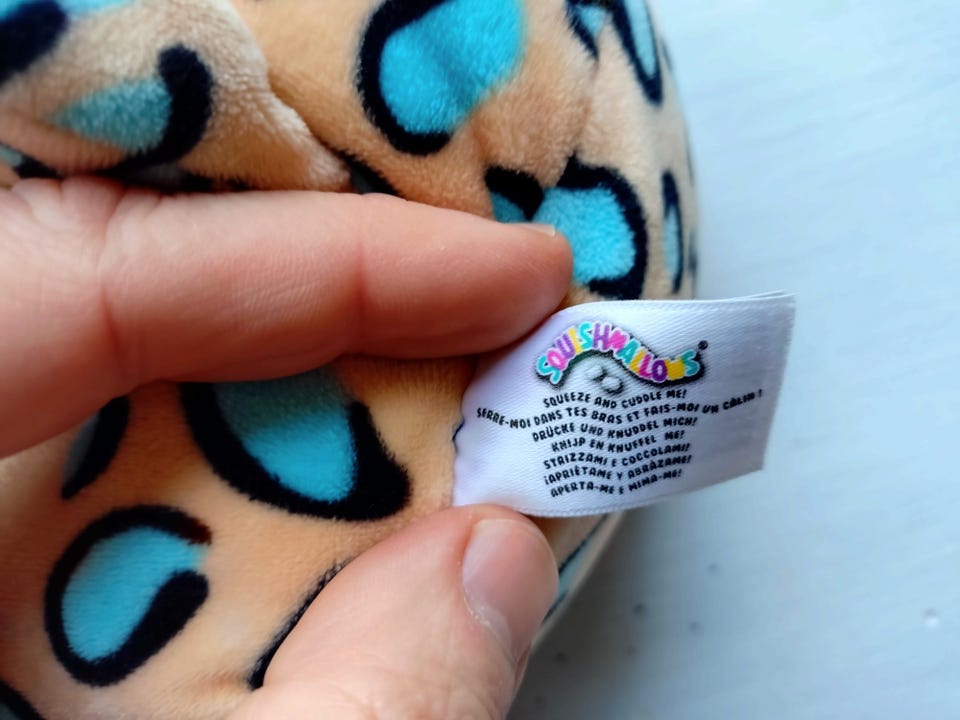 SQUISHMALLOWS®
SQUEEZE AND CUDDLE ME!
SERRE-MOI DANS TES BRAS ET FAIS-MOI UN CÂLIN !
DRÜCKE UND KNUDDEL MICH!
KNIJP EN KNUFFEL ME!
STRIZZAMI E COCCOLAMI!
¡APRIÉTAME Y ABRÁZAME!
APERTA-ME E MIMA-ME!